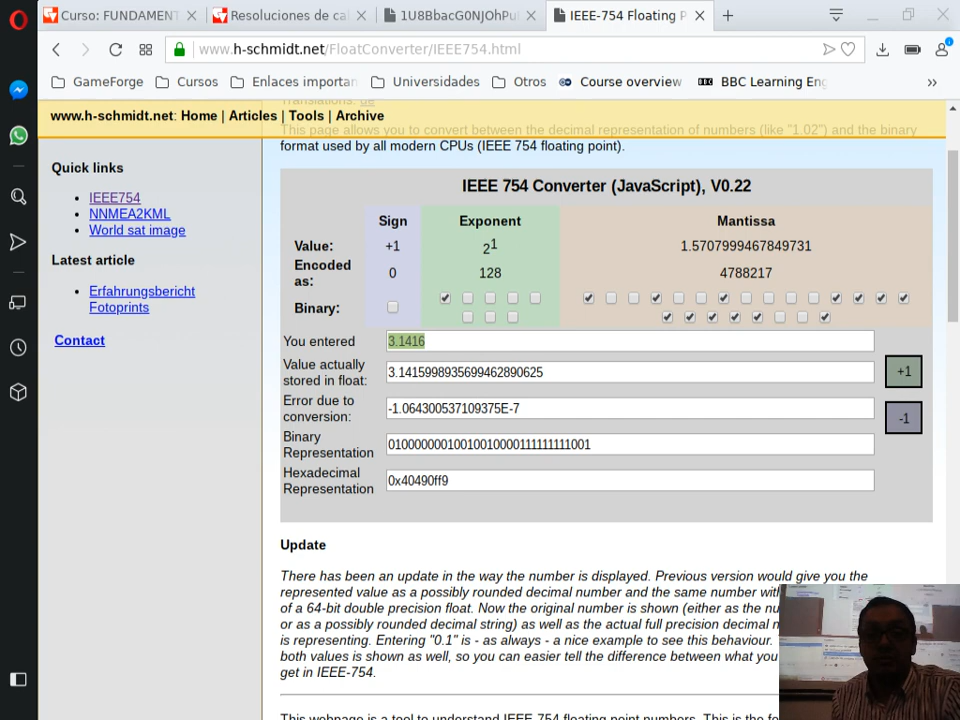 Curso: FUNDAMENT
Resoluciones de ca
1U8BbacG0NJOhPu
IEEE-754 Floating P
www.h-schmidt.net/FloatConverter/IEEE754.html
GameForge
Cursos
Enlaces importan
Universidades
Otros
Course overview
BBC Learning Eng
Translations: de
www.h-schmidt.net: Home | Articles | Tools | Archive
This page allows you to convert between the decimal representation of numbers (like "1.02") and the binary
format used by all modern CPUs (IEEE 754 floating point).
Quick links
IEEE754
NNMEA2KML
World sat image
Latest article
Erfahrungsbericht
Fotoprints
Contact
IEEE 754 Converter (JavaScript), V0.22
Sign Exponent Mantissa
Value: +1 2^1 1.5707999467849731
Encoded as: 0 128 4788217
Binary:
You entered 3.1416
Value actually stored in float: 3.1415998935699462890625
+1
Error due to conversion: -1.064300537109375E-7
-1
Binary Representation 01000000010010010000111111111001
Hexadecimal Representation 0x40490ff9
Update
There has been an update in the way the number is displayed. Previous version would give you the
represented value as a possibly rounded decimal number and the same number with
of a 64-bit double precision float. Now the original number is shown (either as the nu
or as a possibly rounded decimal string) as well as the actual full precision decimal n
is representing. Entering "0.1" is - as always - a nice example to see this behaviour.
both values is shown as well, so you can easier tell the difference between what you
get in IEEE-754.
This webpage is a tool to understand IEEE-754 floating point numbers. This is the fo